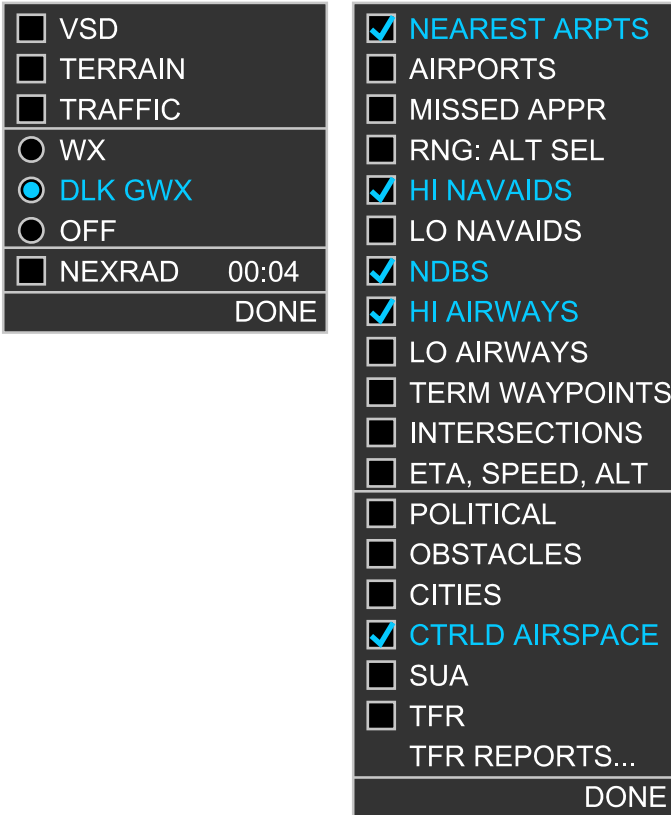 VSD
TERRAIN
TRAFFIC
WX
DLK GWX
OFF
NEXRAD 00:04
DONE
NEAREST ARPTS
AIRPORTS
MISSED APPR
RNG: ALT SEL
HI NAVAIDS
LO NAVAIDS
NDBS
HI AIRWAYS
LO AIRWAYS
TERM WAYPOINTS
INTERSECTIONS
ETA, SPEED, ALT
POLITICAL
OBSTACLES
CITIES
CTRLD AIRSPACE
SUA
TFR
TFR REPORTS...
DONE